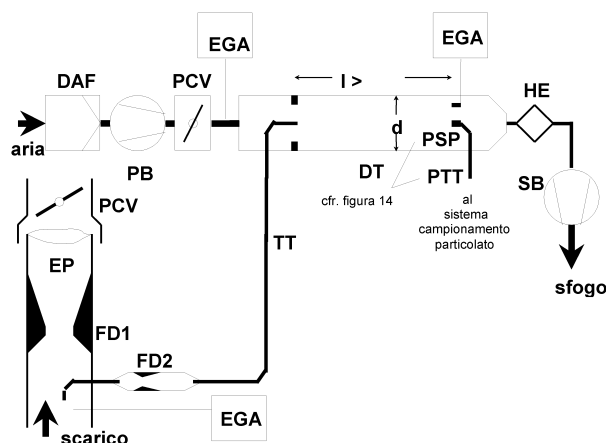 EGA
EGA
DAF
PCV
l >
HE
d
aria
PB
PSP
DT
PTT
SB
cfr. figura 14
al
sistema
campionamento
particolato
PCV
EP
TT
sfogo
FD1
FD2
EGA
scarico